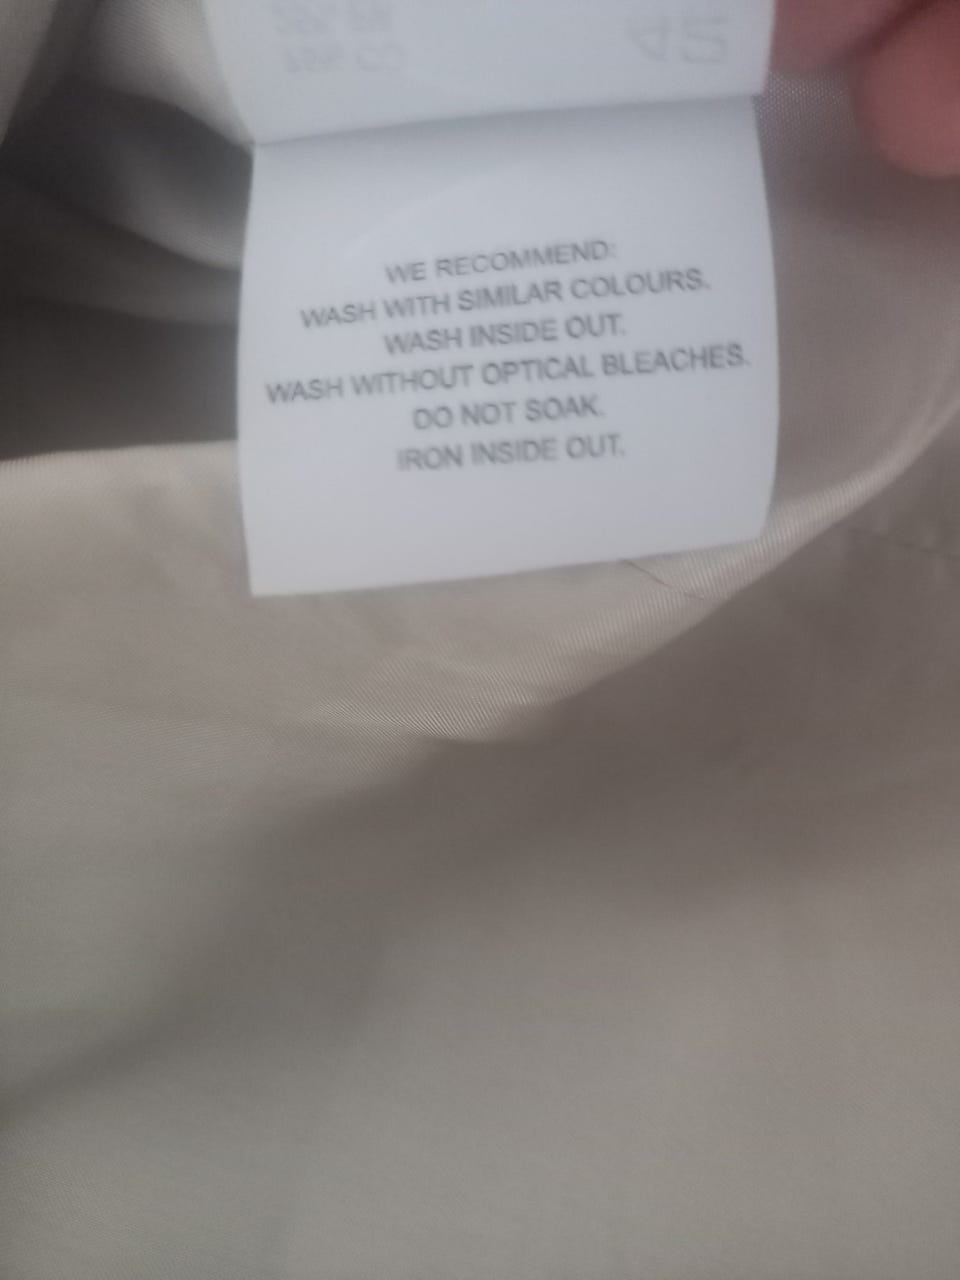 WE RECOMMEND:
WASH WITH SIMILAR COLOURS.
WASH INSIDE OUT.
WASH WITHOUT OPTICAL BLEACHES.
DO NOT SOAK.
IRON INSIDE OUT.